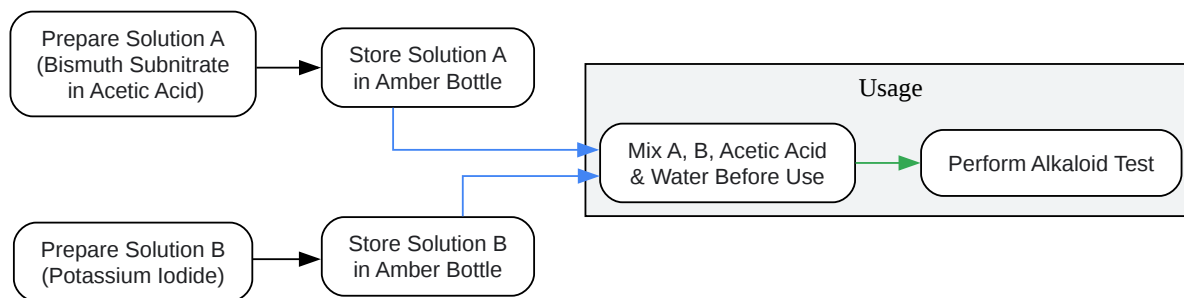 Prepare Solution A
(Bismuth Subnitrate
in Acetic Acid)
Store Solution A
in Amber Bottle
Usage
Mix A, B, Acetic Acid
& Water Before Use
Perform Alkaloid Test
Prepare Solution B
(Potassium Iodide)
Store Solution B
in Amber Bottle